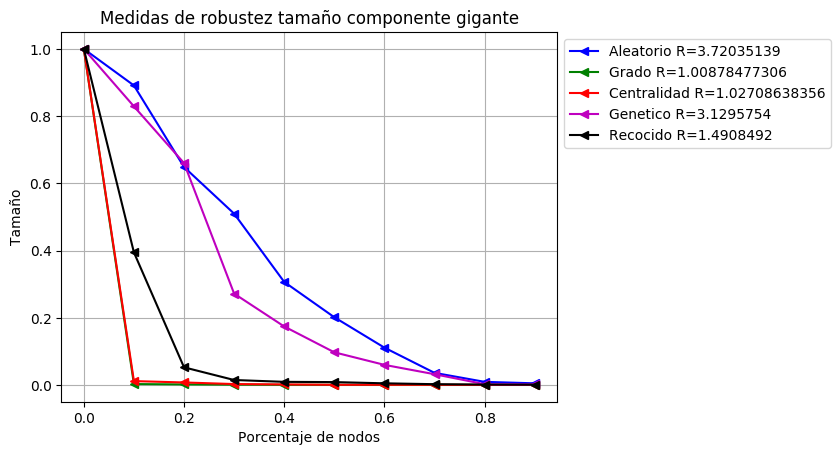 Medidas de robustez tamaño componente gigante
1.0
0.8
0.6
0.4
0.2
0.0
Tamaño
0.0 0.2 0.4 0.6 0.8
Porcentaje de nodos
Aleatorio R=3.72035139
Grado R=1.00878477306
Centralidad R=1.02708638356
Genetico R=3.1295754
Recocido R=1.4908492